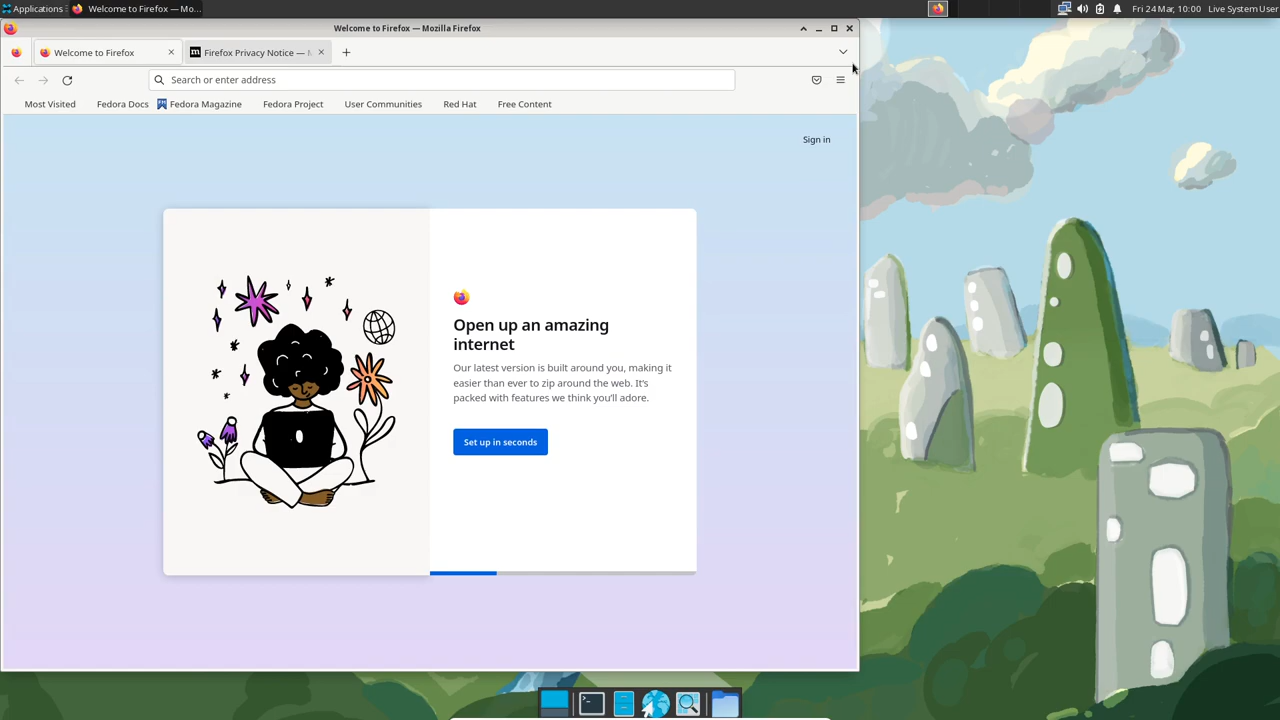 Applications
Welcome to Firefox — Mo...
Fri 24 Mar, 10:00
Live System User
Welcome to Firefox — Mozilla Firefox
Welcome to Firefox
Firefox Privacy Notice —
Search or enter address
Most Visited
Fedora Docs
Fedora Magazine
Fedora Project
User Communities
Red Hat
Free Content
Sign in
Open up an amazing
internet
Our latest version is built around you, making it
easier than ever to zip around the web. It’s
packed with features we think you’ll adore.
Set up in seconds